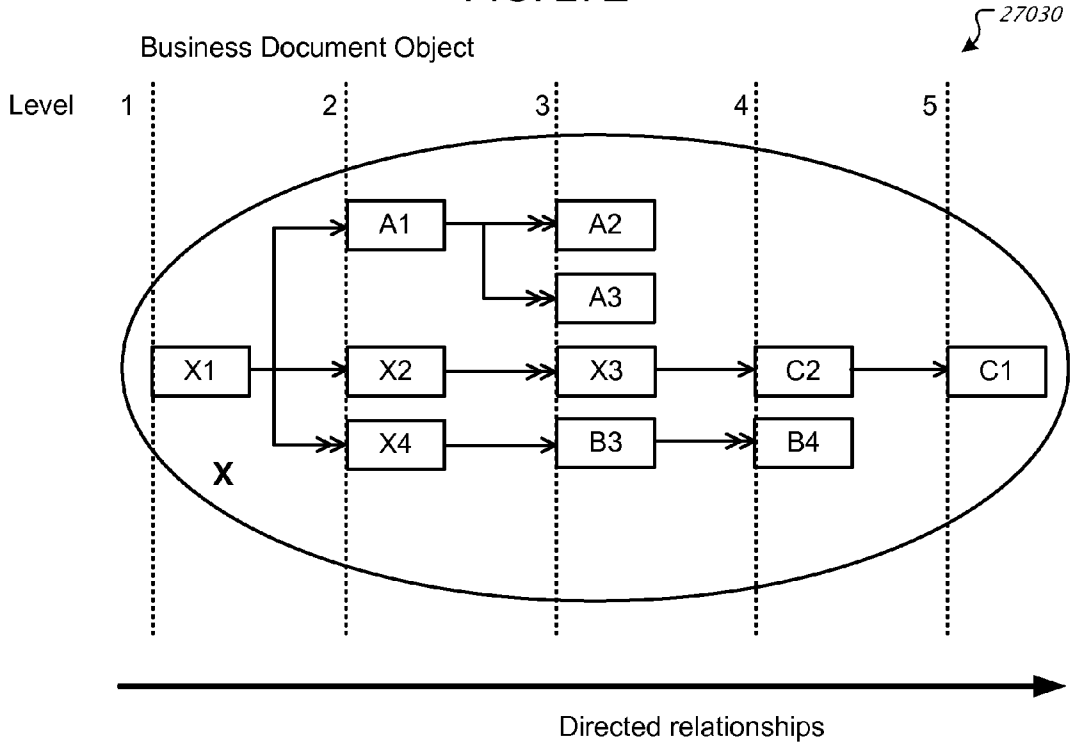 27030
Business Document Object
Level 1 2 3 4 5
A1 A2
A3
X1 X2 X3 C2 C1
X4 B3 B4
X
Directed relationships